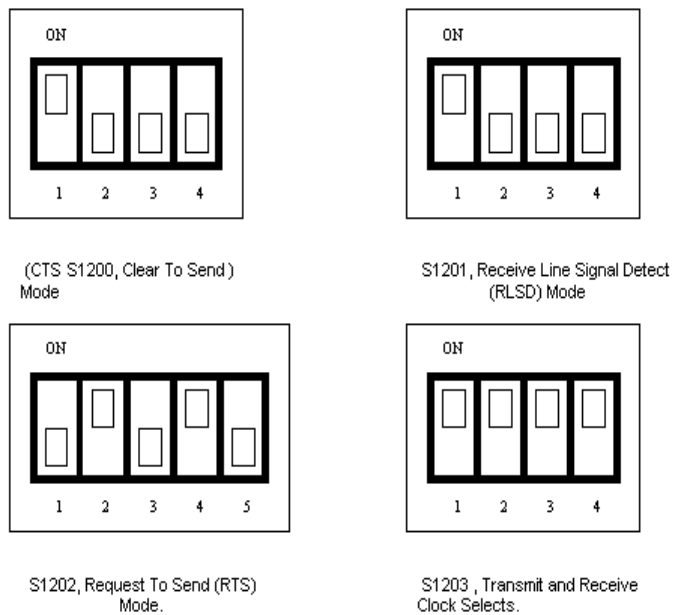 ON
1 2 3 4
(CTS S1200, Clear To Send )
Mode
ON
1 2 3 4
S1201, Receive Line Signal Detect
(RLSD) Mode
ON
1 2 3 4 5
S1202, Request To Send (RTS)
Mode.
ON
1 2 3 4
S1203 , Transmit and Receive
Clock Selects.